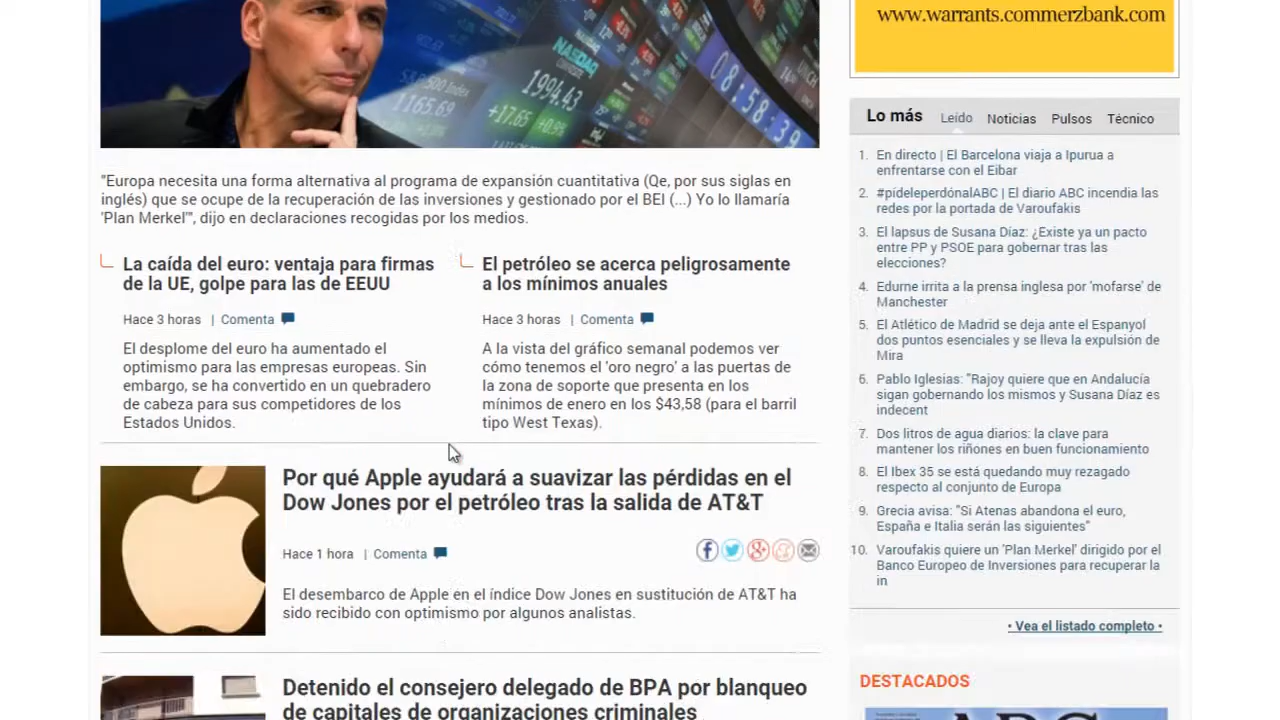 www.warrants.commerzbank.com
NASDAQ
1994.43
S&P 500 Index
1165.69
+17.65 +0.9%
08:58:39
"Europa necesita una forma alternativa al programa de expansión cuantitativa (Qe, por sus siglas en
inglés) que se ocupe de la recuperación de las inversiones y gestionado por el BEI (...) Yo lo llamaría
'Plan Merkel'", dijo en declaraciones recogidas por los medios.
La caída del euro: ventaja para firmas
de la UE, golpe para las de EEUU
Hace 3 horas | Comenta
El desplome del euro ha aumentado el
optimismo para las empresas europeas. Sin
embargo, se ha convertido en un quebradero
de cabeza para sus competidores de los
Estados Unidos.
El petróleo se acerca peligrosamente
a los mínimos anuales
Hace 3 horas | Comenta
A la vista del gráfico semanal podemos ver
cómo tenemos el 'oro negro' a las puertas de
la zona de soporte que presenta en los
mínimos de enero en los $43,58 (para el barril
tipo West Texas).
Por qué Apple ayudará a suavizar las pérdidas en el
Dow Jones por el petróleo tras la salida de AT&T
Hace 1 hora | Comenta
El desembarco de Apple en el índice Dow Jones en sustitución de AT&T ha
sido recibido con optimismo por algunos analistas.
Detenido el consejero delegado de BPA por blanqueo
de capitales de organizaciones criminales
Lo más Leído Noticias Pulsos Técnico
1. En directo | El Barcelona viaja a Ipurua a
enfrentarse con el Eibar
2. #pídeleperdónalABC | El diario ABC incendia las
redes por la portada de Varoufakis
3. El lapsus de Susana Díaz: ¿Existe ya un pacto
entre PP y PSOE para gobernar tras las
elecciones?
4. Edurne irrita a la prensa inglesa por 'mofarse' de
Manchester
5. El Atlético de Madrid se deja ante el Espanyol
dos puntos esenciales y se lleva la expulsión de
Mira
6. Pablo Iglesias: "Rajoy quiere que en Andalucía
sigan gobernando los mismos y Susana Díaz es
indecent
7. Dos litros de agua diarios: la clave para
mantener los riñones en buen funcionamiento
8. El Ibex 35 se está quedando muy rezagado
respecto al conjunto de Europa
9. Grecia avisa: "Si Atenas abandona el euro,
España e Italia serán las siguientes"
10. Varoufakis quiere un 'Plan Merkel' dirigido por el
Banco Europeo de Inversiones para recuperar la
in
• Vea el listado completo •
DESTACADOS
ABC